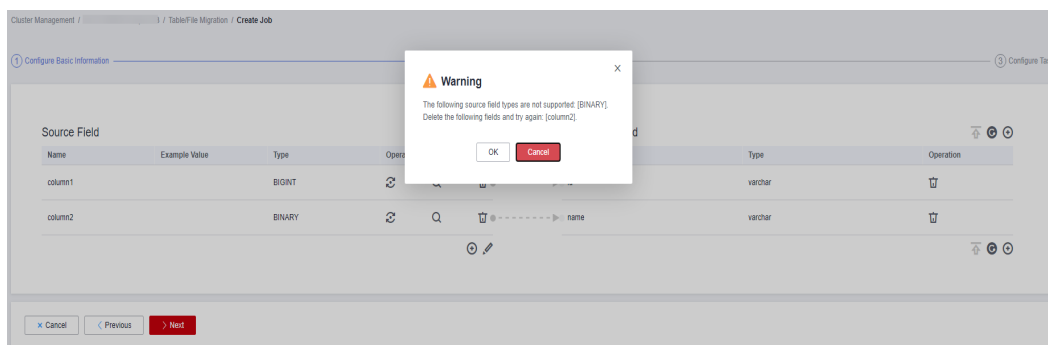 Cluster Management / / Table/File Migration / Create Job
1 Configure Basic Information
3 Configure Ta
Warning
The following source field types are not supported: [BINARY].
Delete the following fields and try again: [column2].
OK Cancel
Source Field
d
Name Example Value Type Opera Type Operation
column1 BIGINT varchar
column2 BINARY name varchar
× Cancel < Previous > Next